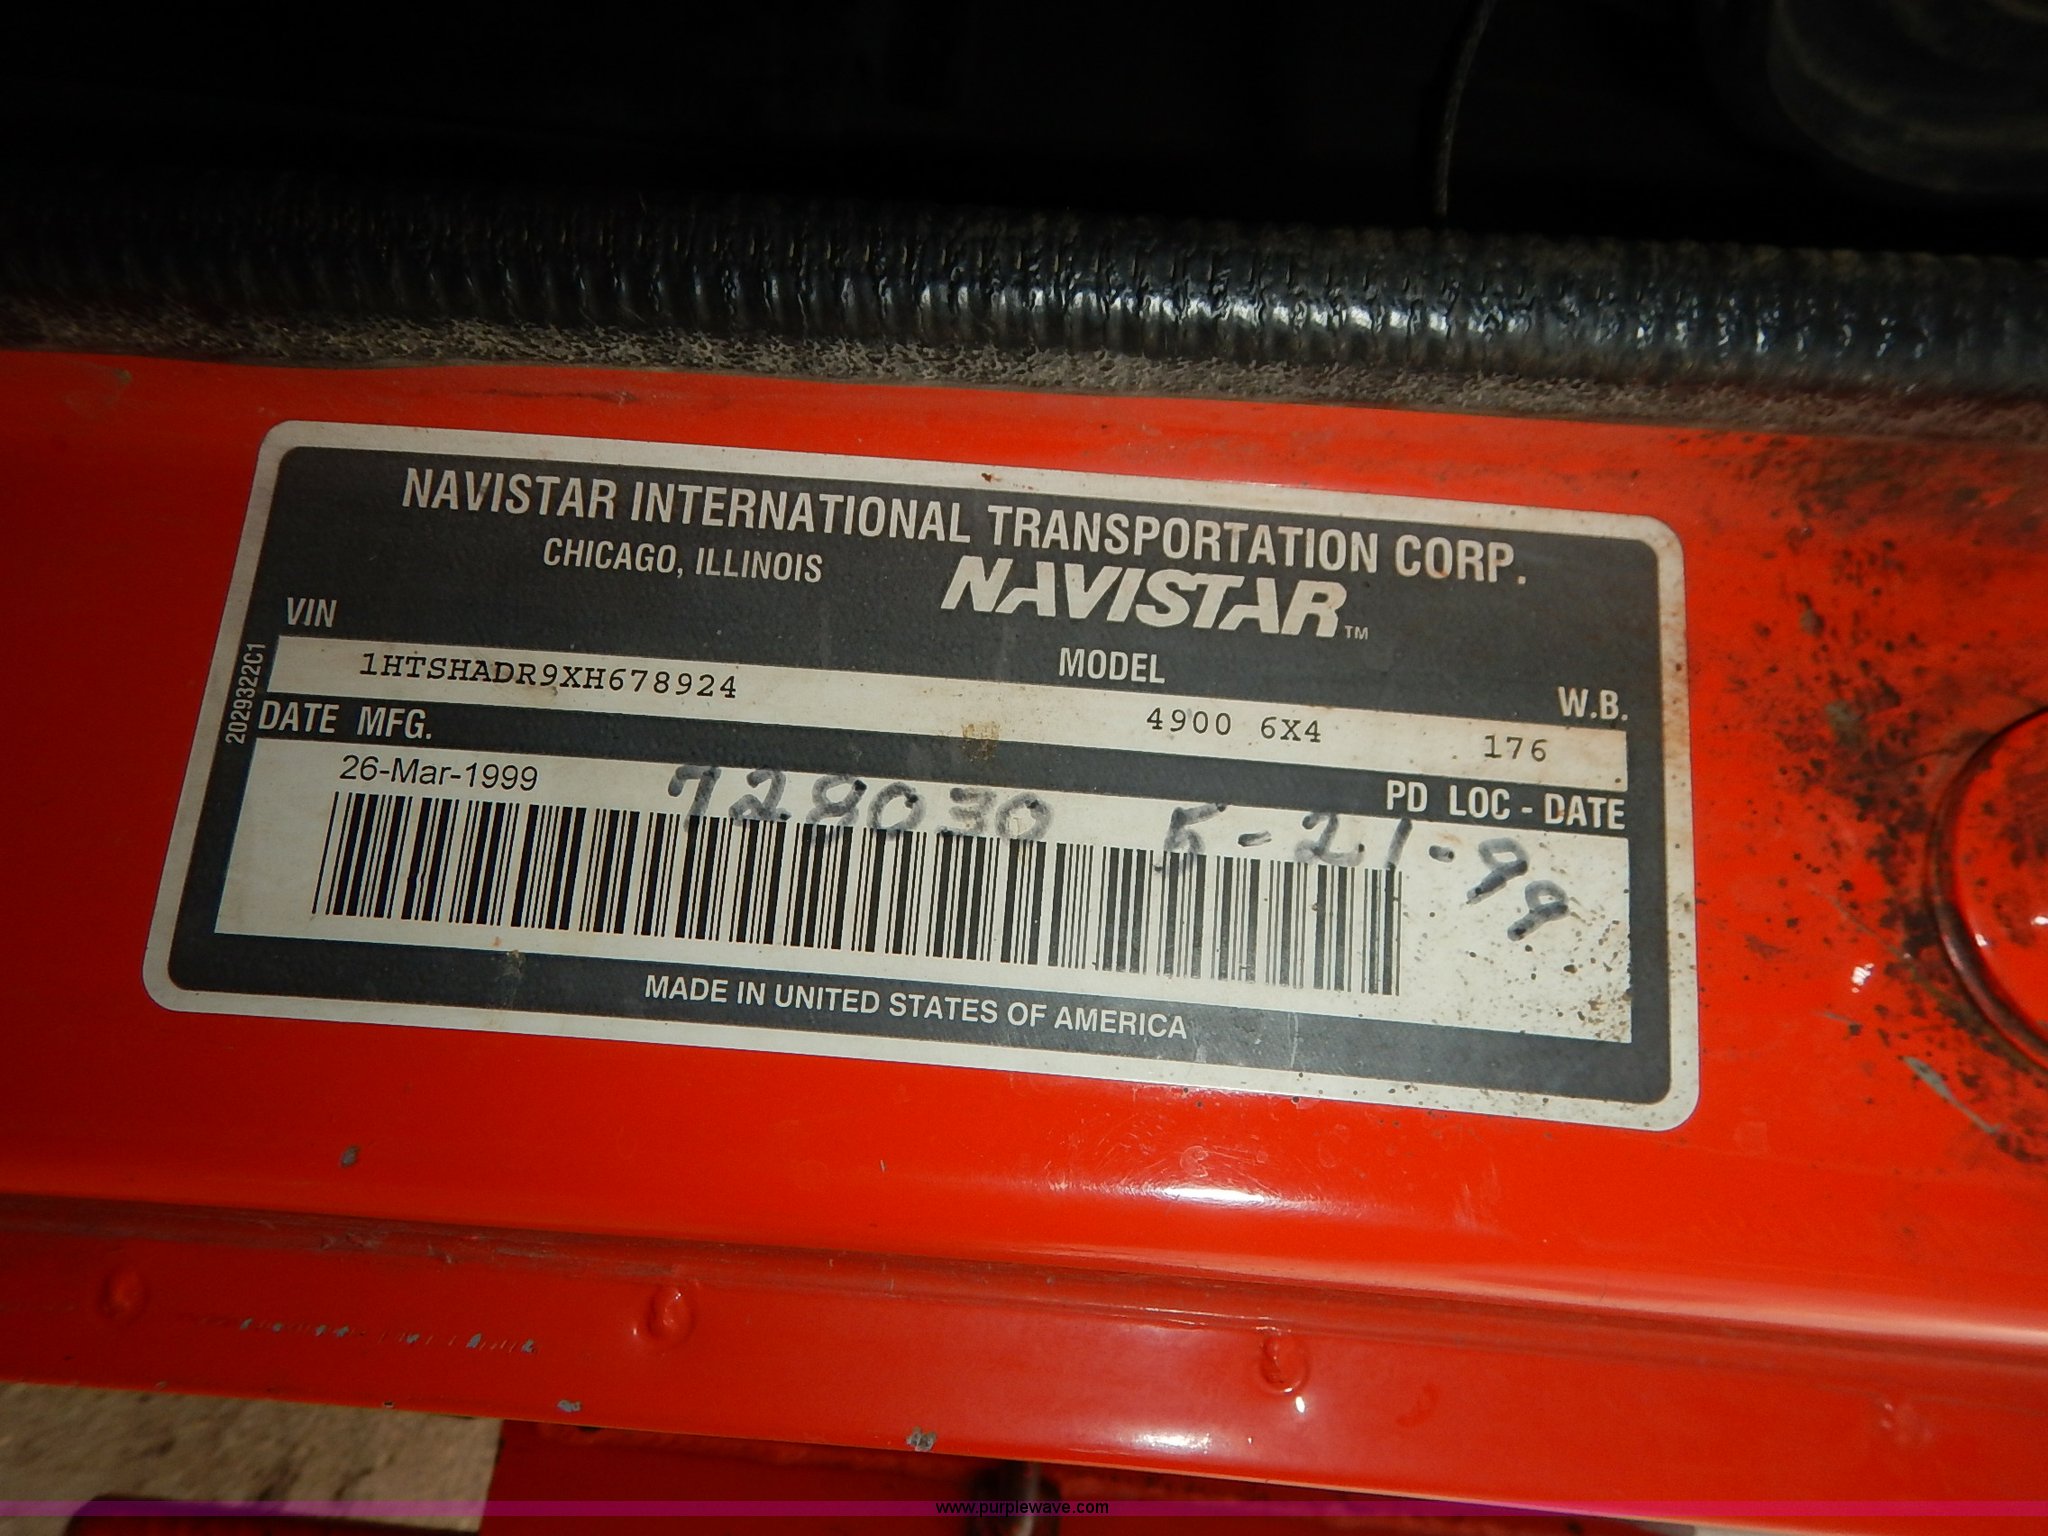 NAVISTAR INTERNATIONAL TRANSPORTATION CORP.
CHICAGO, ILLINOIS
NAVISTAR™
VIN
MODEL
W.B.
1HTSHADR9XH678924
4900 6X4
176
2029322C1
DATE MFG.
PD LOC - DATE
26-Mar-1999
728030 5-21-99
MADE IN UNITED STATES OF AMERICA
www.purplewave.com